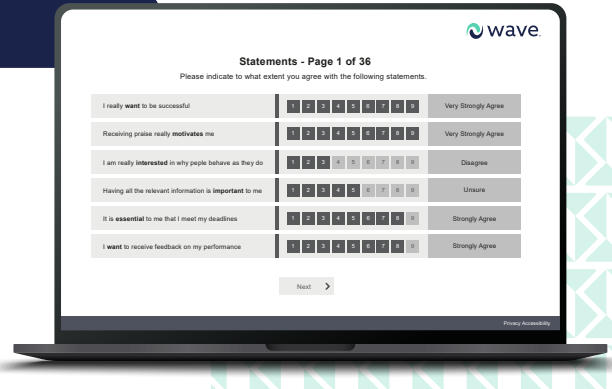 wave
Statements - Page 1 of 36
Please indicate to what extent you agree with the following statements.
I really want to be successful 1 2 3 4 5 6 7 8 9 Very Strongly Agree
Receiving praise really motivates me 1 2 3 4 5 6 7 8 9 Very Strongly Agree
I am really interested in why peple behave as they do 1 2 3 4 5 6 7 8 9 Disagree
Having all the relevant information is important to me 1 2 3 4 5 6 7 8 9 Unsure
It is essential to me that I meet my deadlines 1 2 3 4 5 6 7 8 9 Strongly Agree
I want to receive feedback on my performance 1 2 3 4 5 6 7 8 9 Strongly Agree
Next
Privacy Accessibility